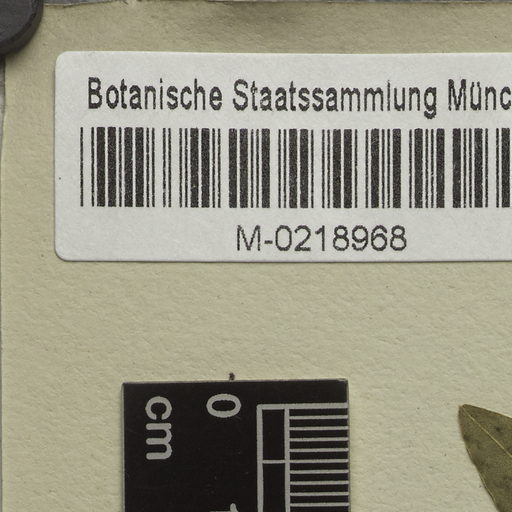 Botanische Staatssammlung Münc
M-0218968
cm
0